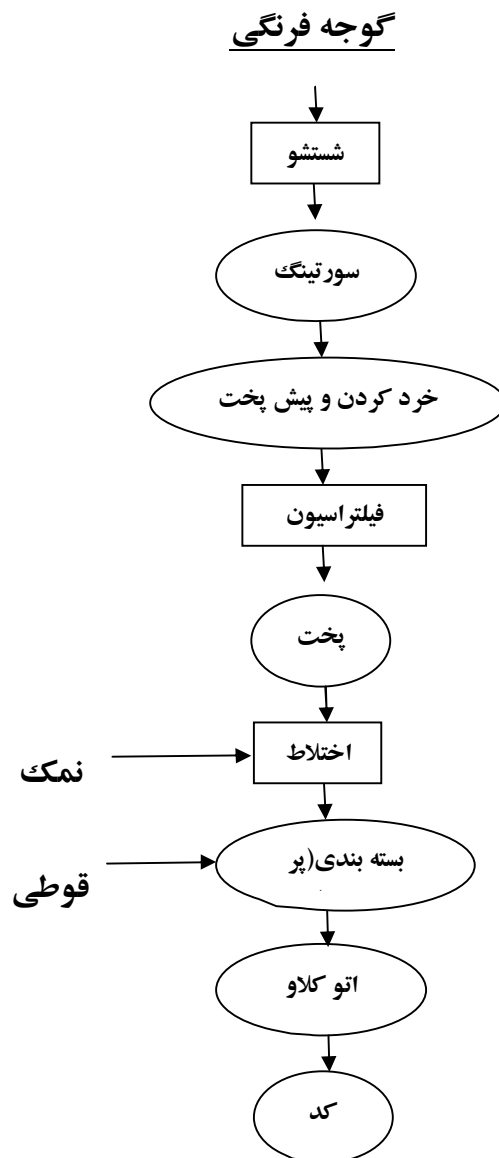 گوجه فرنگی
شستشو
سورتینگ
خرد کردن و پیش پخت
فیلتراسیون
پخت
اختلاط
نمک
بسته بندی(پر
قوطی
اتو کلاو
کد